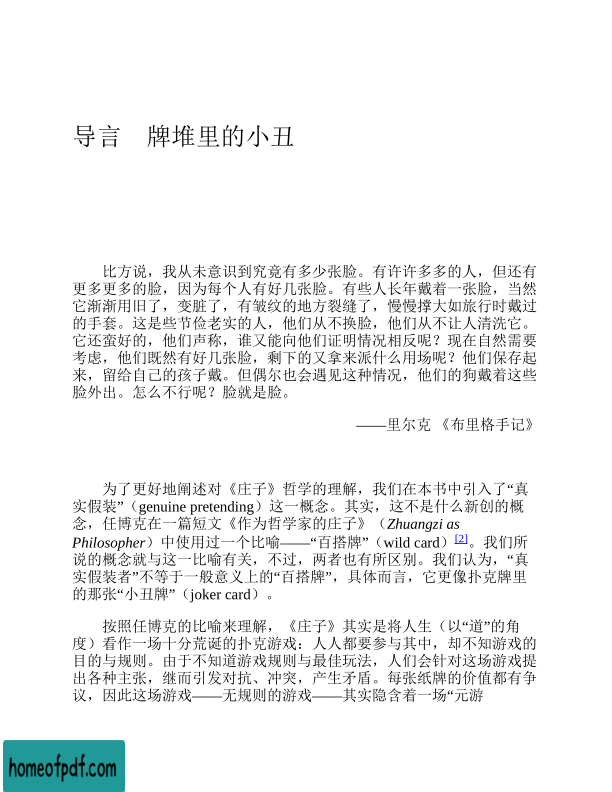 导言　牌堆里的小丑
比方说，我从未意识到究竟有多少张脸。有许许多多的人，但还有
更多更多的脸，因为每个人有好几张脸。有些人长年戴着一张脸，当然
它渐渐用旧了，变脏了，有皱纹的地方裂缝了，慢慢撑大如旅行时戴过
的手套。这是些节俭老实的人，他们从不换脸，他们从不让人清洗它。
它还蛮好的，他们声称，谁又能向他们证明情况相反呢？现在自然需要
考虑，他们既然有好几张脸，剩下的又拿来派什么用场呢？他们保存起
来，留给自己的孩子戴。但偶尔也会遇见这种情况，他们的狗戴着这些
脸外出。怎么不行呢？脸就是脸。
——里尔克 《布里格手记》
为了更好地阐述对《庄子》哲学的理解，我们在本书中引入了“真
实假装”（genuine pretending）这一概念。其实，这不是什么新创的概
念，任博克在一篇短文《作为哲学家的庄子》（Zhuangzi as
Philosopher）中使用过一个比喻——“百搭牌”（wild card）[2]。我们所
说的概念就与这一比喻有关，不过，两者也有所区别。我们认为，“真
实假装者”不等于一般意义上的“百搭牌”，具体而言，它更像扑克牌里
的那张“小丑牌”（joker card）。
按照任博克的比喻来理解，《庄子》其实是将人生（以“道”的角
度）看作一场十分荒诞的扑克游戏：人人都要参与其中，却不知游戏的
目的与规则。由于不知道游戏规则与最佳玩法，人们会针对这场游戏提
出各种主张，继而引发对抗、冲突，产生矛盾。每张纸牌的价值都有争
议，因此这场游戏——无规则的游戏——其实隐含着一场“元游
homeofpdf.com